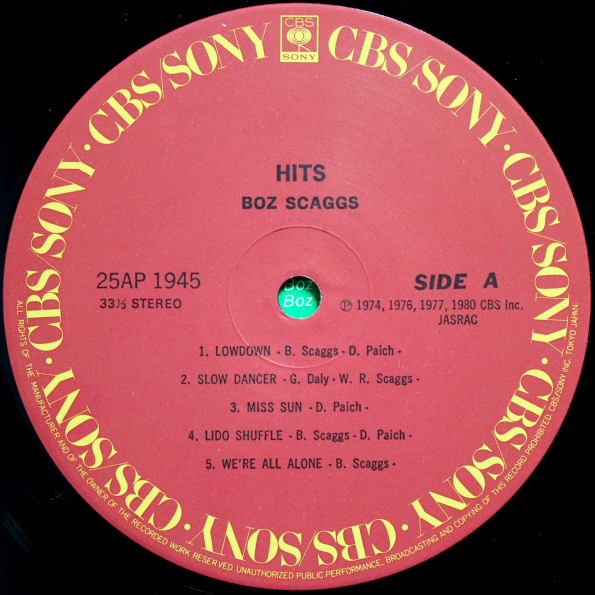 CBS
SONY
CBS/SONY · CBS/SONY · CBS/SONY · CBS/SONY · CBS/SONY · CBS/SONY · CBS/SONY · CBS/SONY
HITS
BOZ SCAGGS
25AP 1945
33⅓ STEREO
Boz
Boz
SIDE A
Ⓟ 1974, 1976, 1977, 1980 CBS Inc.
JASRAC
1. LOWDOWN - B. Scaggs - D. Paich -
2. SLOW DANCER - G. Daly - W. R. Scaggs -
3. MISS SUN - D. Paich -
4. LIDO SHUFFLE - B. Scaggs - D. Paich -
5. WE'RE ALL ALONE - B. Scaggs -
ALL RIGHTS OF THE MANUFACTURER AND OF THE OWNER OF THE RECORDED WORK RESERVED. UNAUTHORIZED PUBLIC PERFORMANCE, BROADCASTING AND COPYING OF THIS RECORD PROHIBITED. CBS/SONY INC. TOKYO JAPAN.